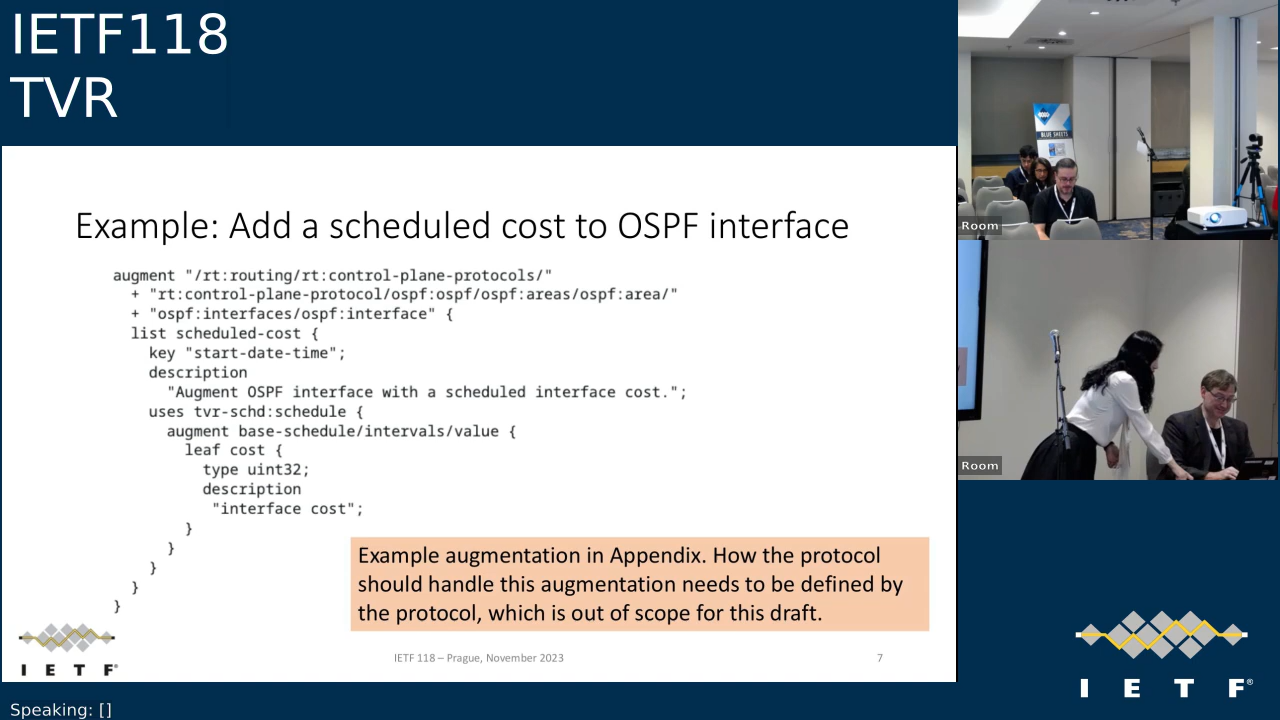 IETF118
TVR
Example: Add a scheduled cost to OSPF interface
augment "/rt:routing/rt:control-plane-protocols/"
+ "rt:control-plane-protocol/ospf:ospf/ospf:areas/ospf:area/"
+ "ospf:interfaces/ospf:interface" {
list scheduled-cost {
key "start-date-time";
description
"Augment OSPF interface with a scheduled interface cost.";
uses tvr-schd:schedule {
augment base-schedule/intervals/value {
leaf cost {
type uint32;
description
"interface cost";
}
}
}
}
}
Example augmentation in Appendix. How the protocol
should handle this augmentation needs to be defined by
the protocol, which is out of scope for this draft.
I E T F®
IETF 118 – Prague, November 2023
7
BLUE SHEETS
Room
Room
I E T F®
Speaking: []